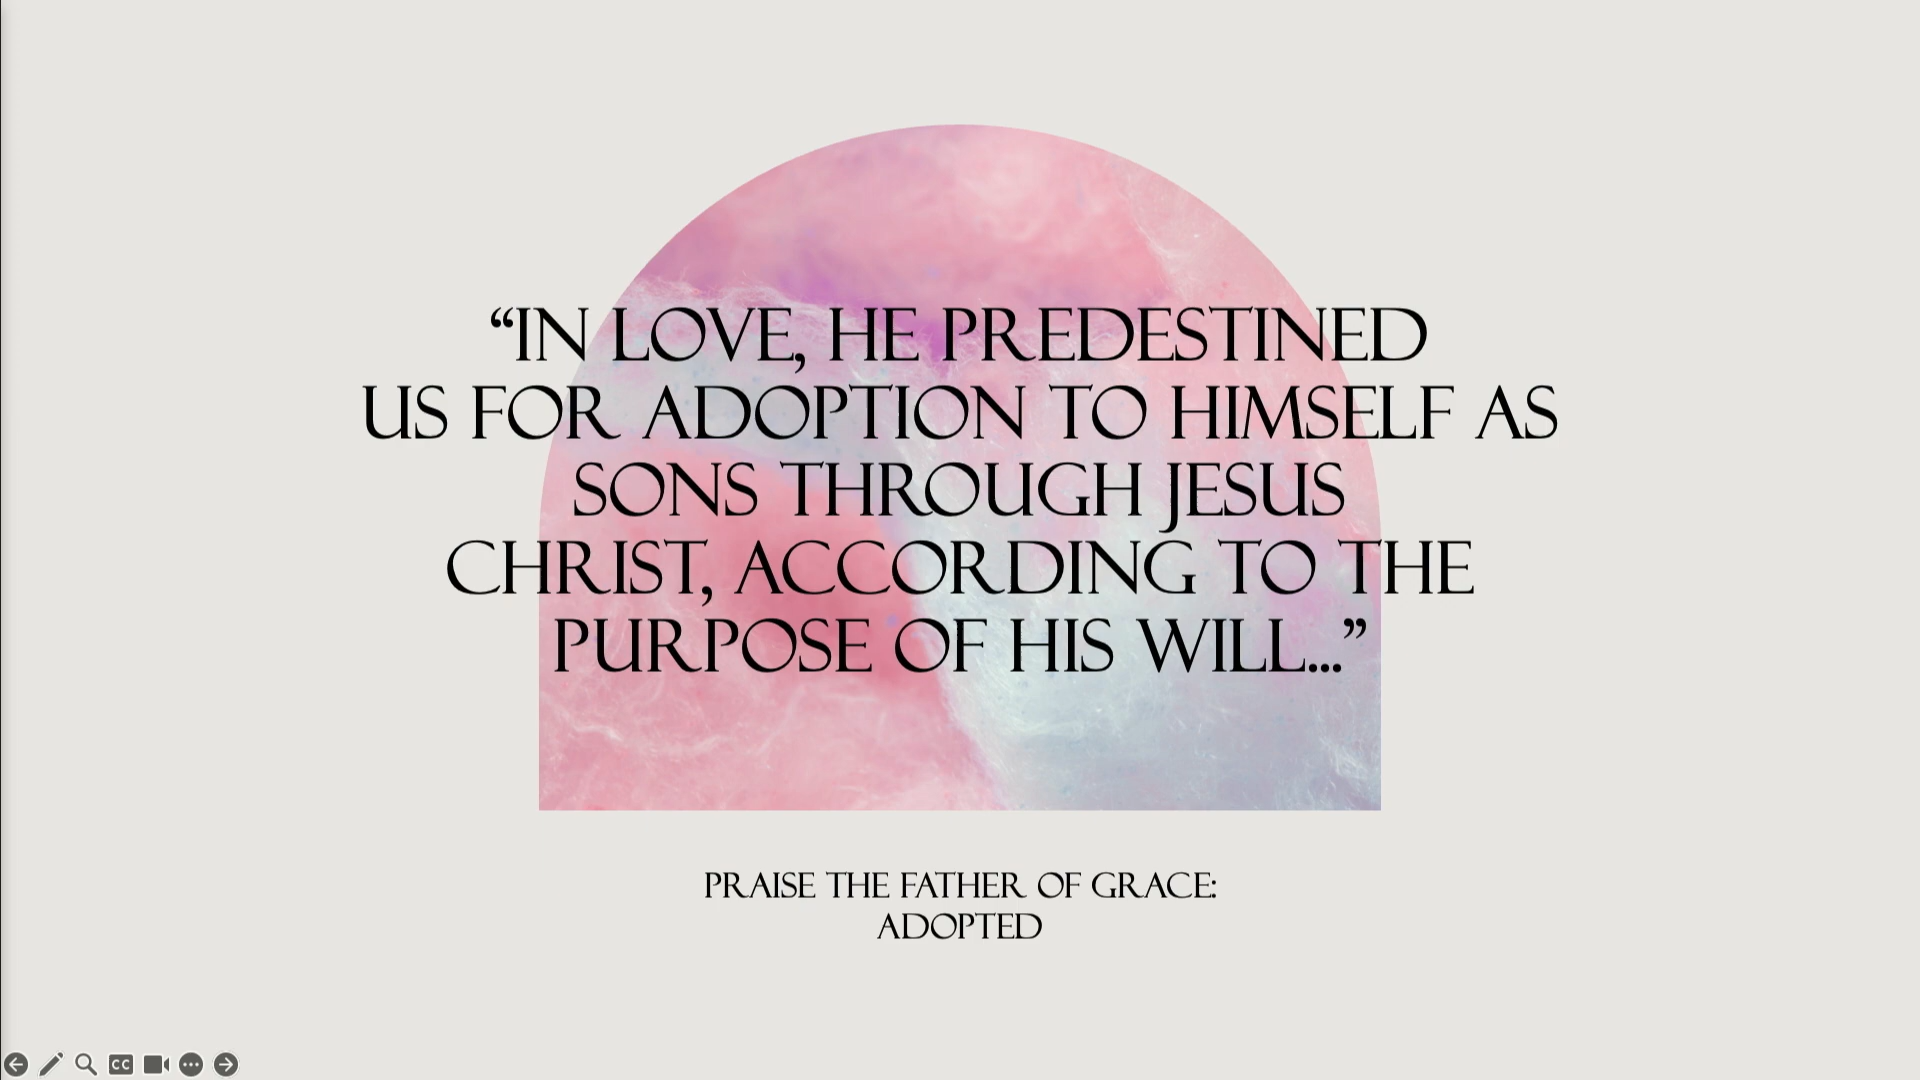 “IN LOVE, HE PREDESTINED
US FOR ADOPTION TO HIMSELF AS
SONS THROUGH JESUS
CHRIST, ACCORDING TO THE
PURPOSE OF HIS WILL...”
PRAISE THE FATHER OF GRACE:
ADOPTED
CC